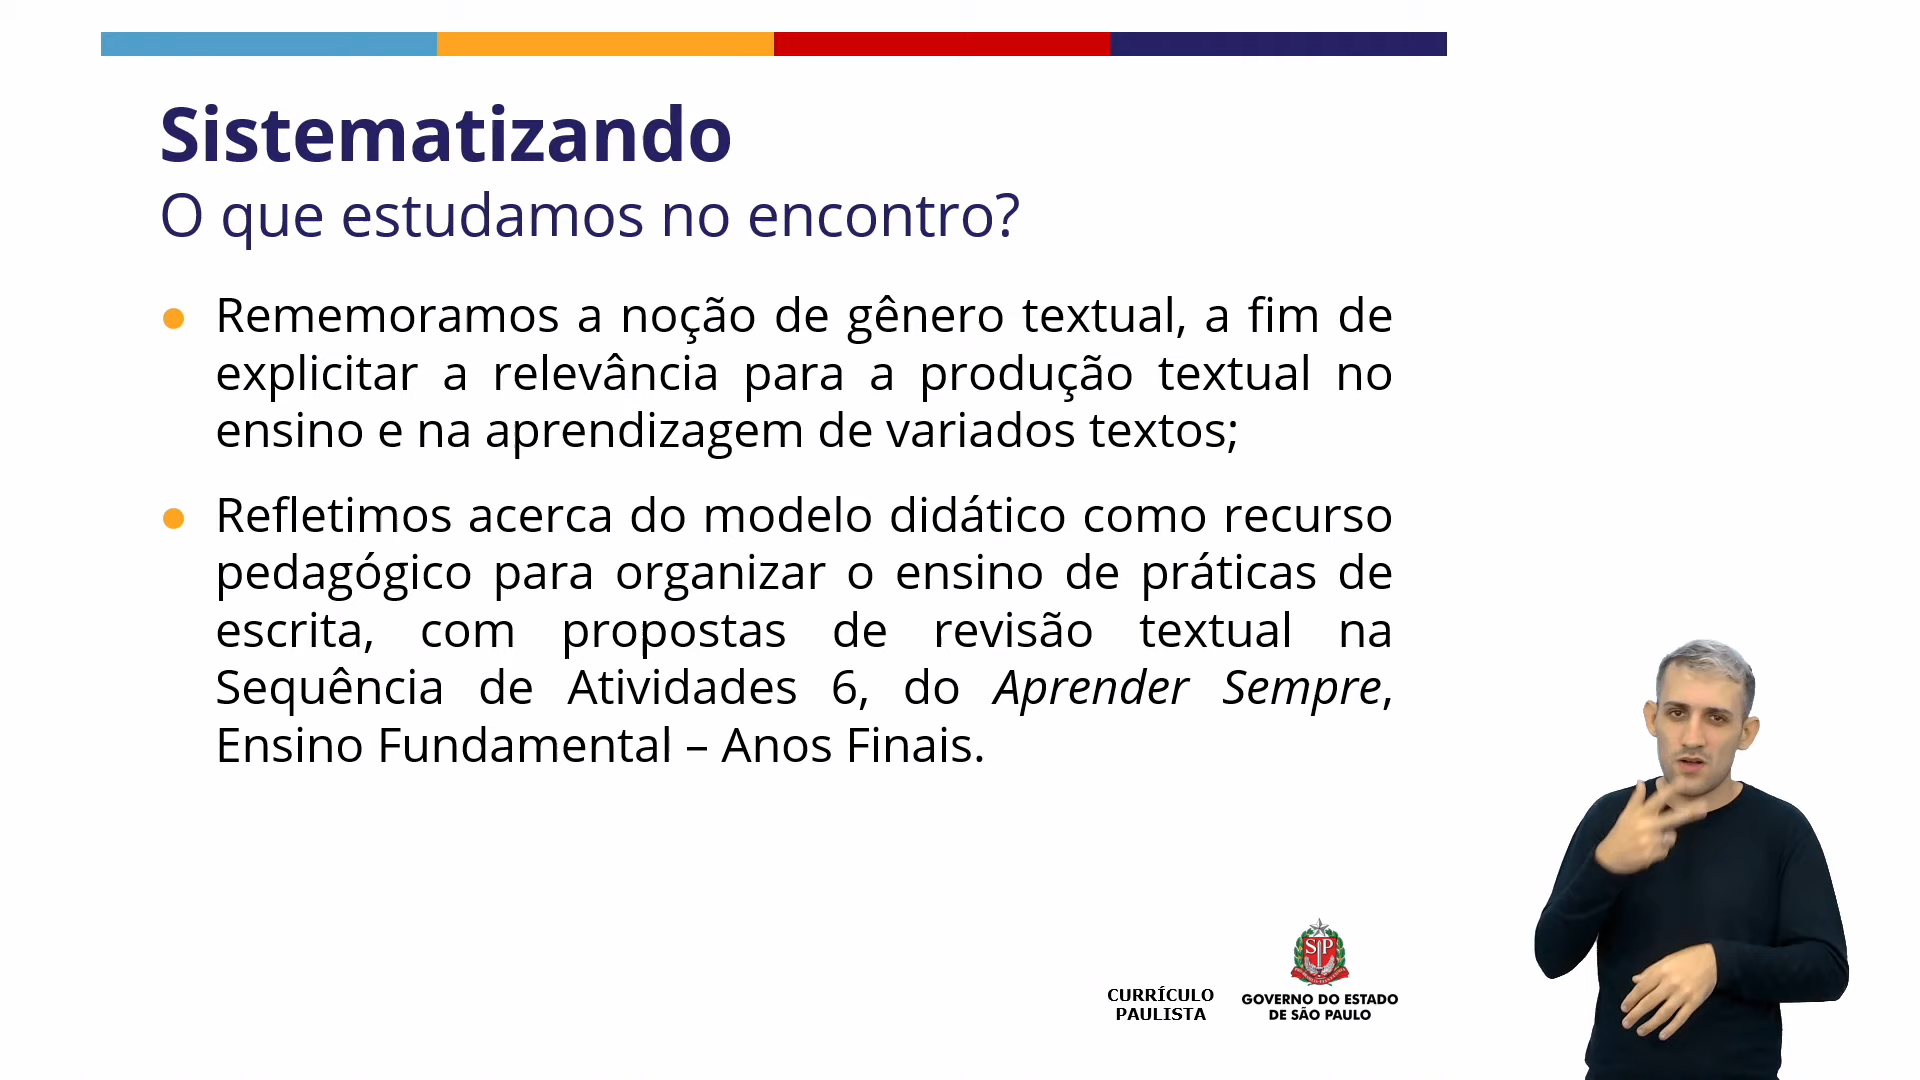 Sistematizando
O que estudamos no encontro?
● Rememoramos a noção de gênero textual, a fim de
explicitar a relevância para a produção textual no
ensino e na aprendizagem de variados textos;
● Refletimos acerca do modelo didático como recurso
pedagógico para organizar o ensino de práticas de
escrita, com propostas de revisão textual na
Sequência de Atividades 6, do Aprender Sempre,
Ensino Fundamental – Anos Finais.
SP
CURRÍCULO
PAULISTA
GOVERNO DO ESTADO
DE SÃO PAULO